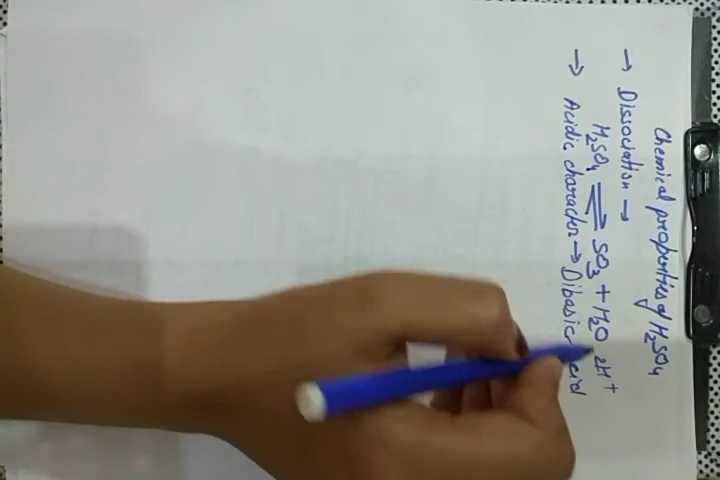 Chemical properties of H₂SO₄
→ Dissociation →
H₂SO₄ ⇌ SO₃ + H₂O 2H⁺
→ Acidic character → Dibasic